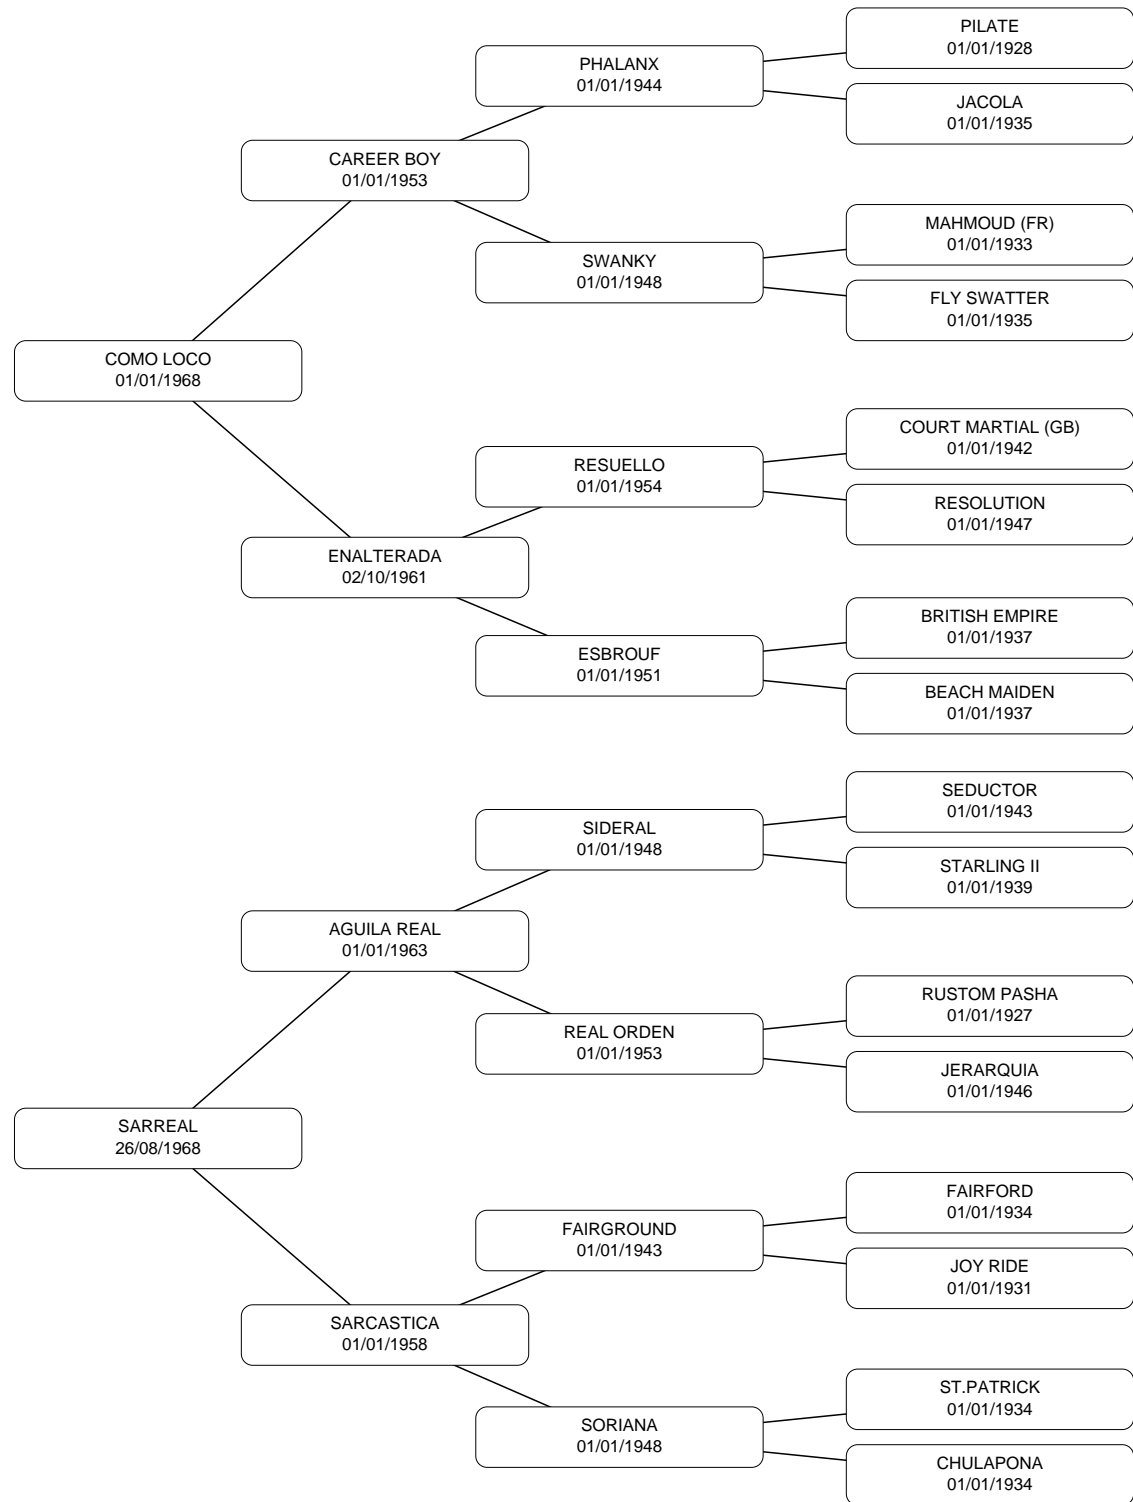 PILATE
01/01/1928
PHALANX
01/01/1944
JACOLA
01/01/1935
CAREER BOY
01/01/1953
MAHMOUD (FR)
01/01/1933
SWANKY
01/01/1948
FLY SWATTER
01/01/1935
COMO LOCO
01/01/1968
COURT MARTIAL (GB)
01/01/1942
RESUELLO
01/01/1954
RESOLUTION
01/01/1947
ENALTERADA
02/10/1961
BRITISH EMPIRE
01/01/1937
ESBROUF
01/01/1951
BEACH MAIDEN
01/01/1937
SEDUCTOR
01/01/1943
SIDERAL
01/01/1948
STARLING II
01/01/1939
AGUILA REAL
01/01/1963
RUSTOM PASHA
01/01/1927
REAL ORDEN
01/01/1953
JERARQUIA
01/01/1946
SARREAL
26/08/1968
FAIRFORD
01/01/1934
FAIRGROUND
01/01/1943
JOY RIDE
01/01/1931
SARCASTICA
01/01/1958
ST.PATRICK
01/01/1934
SORIANA
01/01/1948
CHULAPONA
01/01/1934